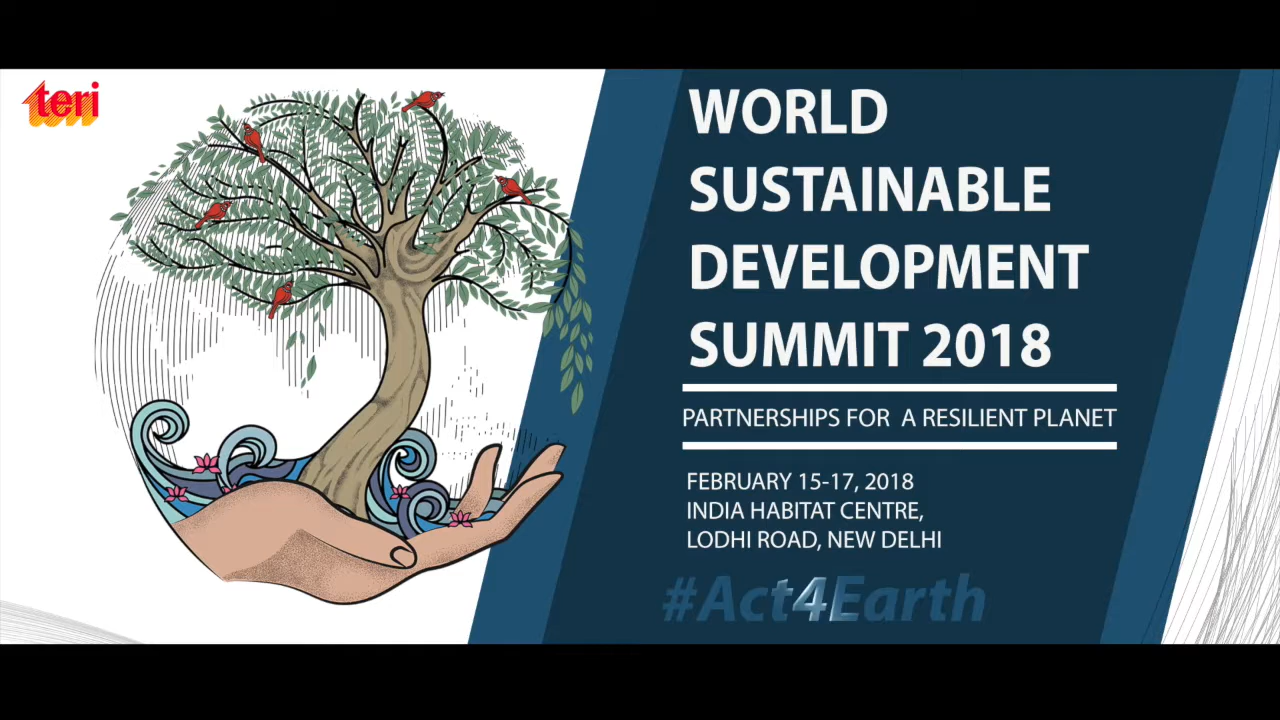 teri
WORLD
SUSTAINABLE
DEVELOPMENT
SUMMIT 2018
PARTNERSHIPS FOR A RESILIENT PLANET
FEBRUARY 15-17, 2018
INDIA HABITAT CENTRE,
LODHI ROAD, NEW DELHI
#Act4Earth